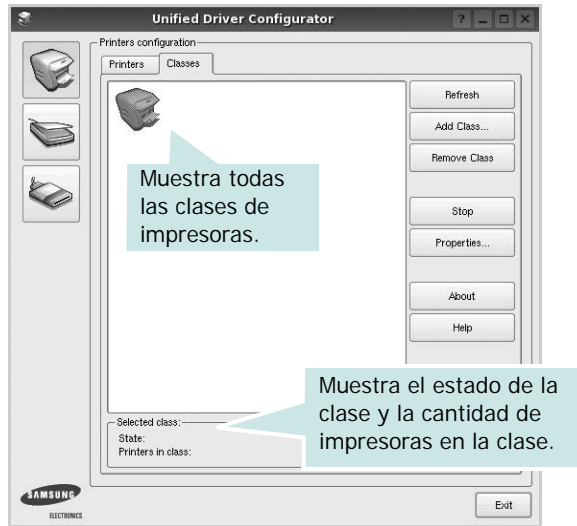 Unified Driver Configurator
Printers configuration
Printers
Classes
Refresh
Add Class...
Remove Class
Muestra todas
las clases de
impresoras.
Stop
Properties...
About
Help
Muestra el estado de la
clase y la cantidad de
impresoras en la clase.
Selected class:
State:
Printers in class:
SAMSUNG
ELECTRONICS
Exit